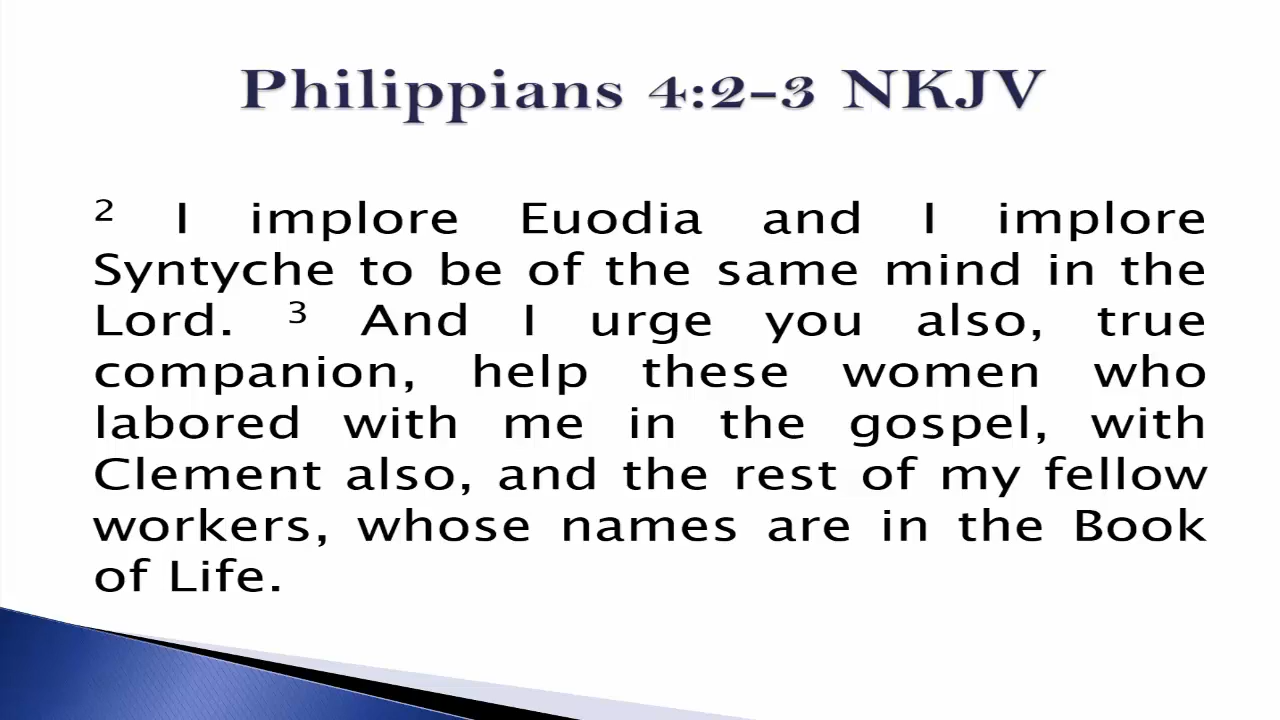 Philippians 4:2-3 NKJV
2 I implore Euodia and I implore
Syntyche to be of the same mind in the
Lord. 3 And I urge you also, true
companion, help these women who
labored with me in the gospel, with
Clement also, and the rest of my fellow
workers, whose names are in the Book
of Life.